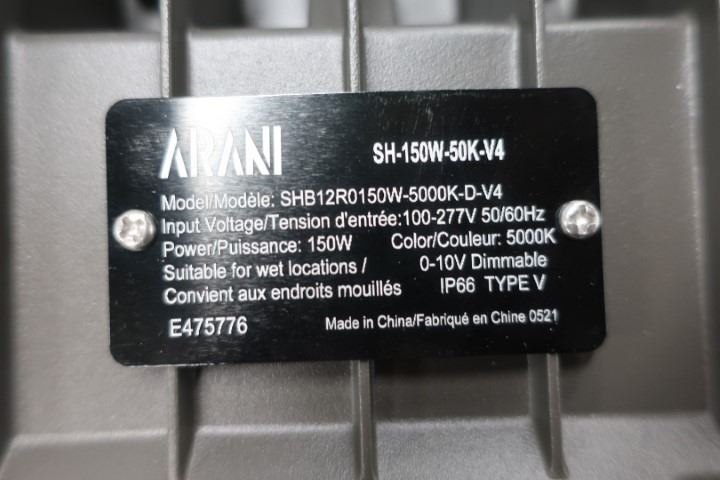 ARANI
SH-150W-50K-V4
Model/Modèle: SHB12R0150W-5000K-D-V4
Input Voltage/Tension d'entrée:100-277V 50/60Hz
Power/Puissance: 150W Color/Couleur: 5000K
Suitable for wet locations / 0-10V Dimmable
Convient aux endroits mouillés IP66 TYPE V
E475776
Made in China/Fabriqué en Chine 0521